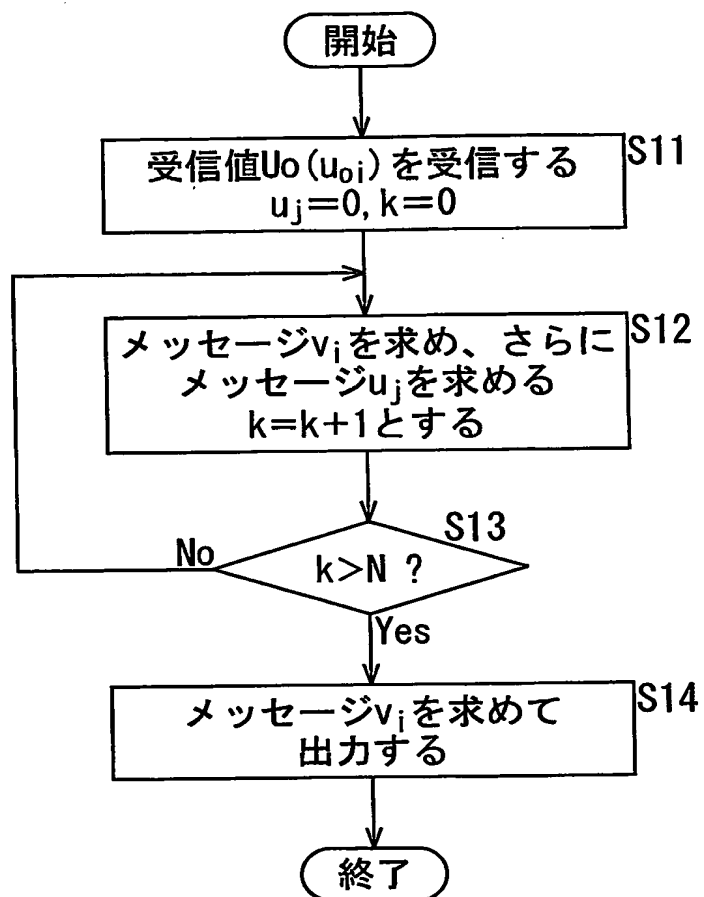 開始
S11
受信値Uo(u₀ᵢ)を受信する
uⱼ=0,k=0
S12
メッセージvᵢを求め、さらに
メッセージuⱼを求める
k=k+1とする
S13
No
k>N ?
Yes
S14
メッセージvᵢを求めて
出力する
終了